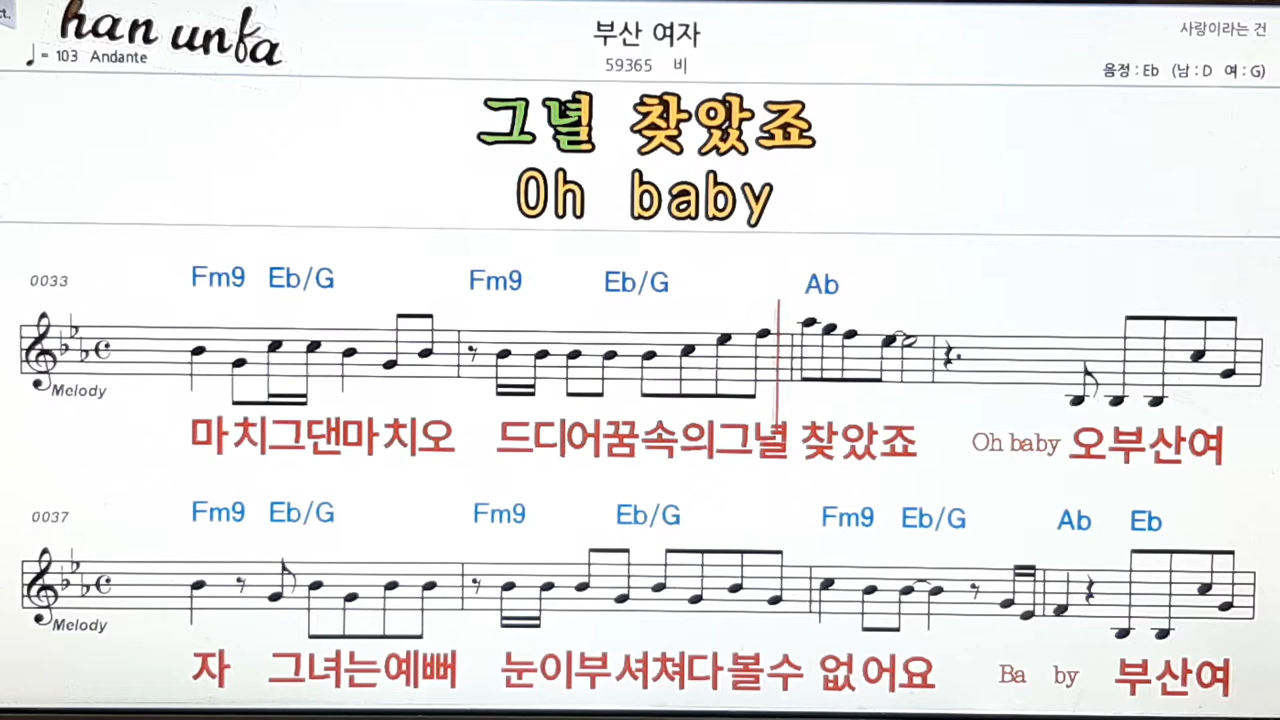 ct.
han unfa
♩= 103 Andante
부산 여자
59365 비
사랑이라는 건
음정 : Eb (남 : D 여 : G)
그녈 찾았죠
Oh baby
0033
Fm9 Eb/G Fm9 Eb/G Ab
Melody
마치그댄마치오 드디어꿈속의그녈 찾았죠 Oh baby 오부산여
0037
Fm9 Eb/G Fm9 Eb/G Fm9 Eb/G Ab Eb
Melody
자 그녀는예뻐 눈이부셔쳐다볼수 없어요 Ba by 부산여